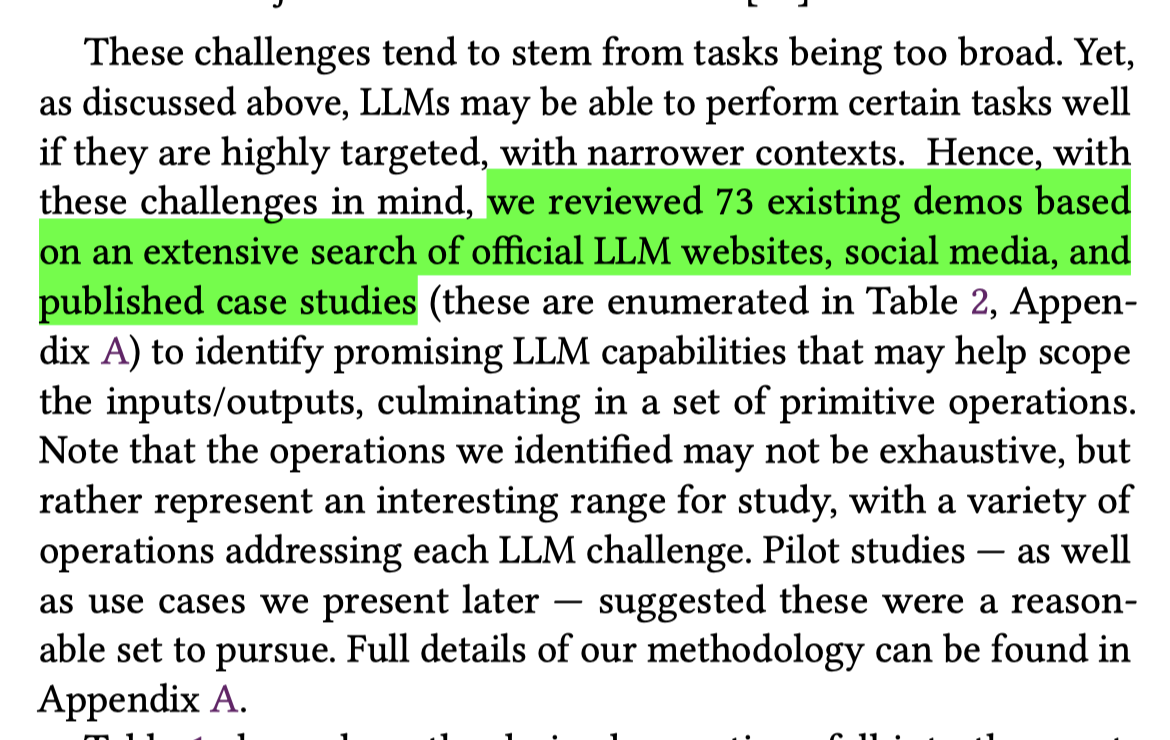 These challenges tend to stem from tasks being too broad. Yet,
as discussed above, LLMs may be able to perform certain tasks well
if they are highly targeted, with narrower contexts. Hence, with
these challenges in mind, we reviewed 73 existing demos based
on an extensive search of official LLM websites, social media, and
published case studies (these are enumerated in Table 2, Appen-
dix A) to identify promising LLM capabilities that may help scope
the inputs/outputs, culminating in a set of primitive operations.
Note that the operations we identified may not be exhaustive, but
rather represent an interesting range for study, with a variety of
operations addressing each LLM challenge. Pilot studies — as well
as use cases we present later — suggested these were a reason-
able set to pursue. Full details of our methodology can be found in
Appendix A.